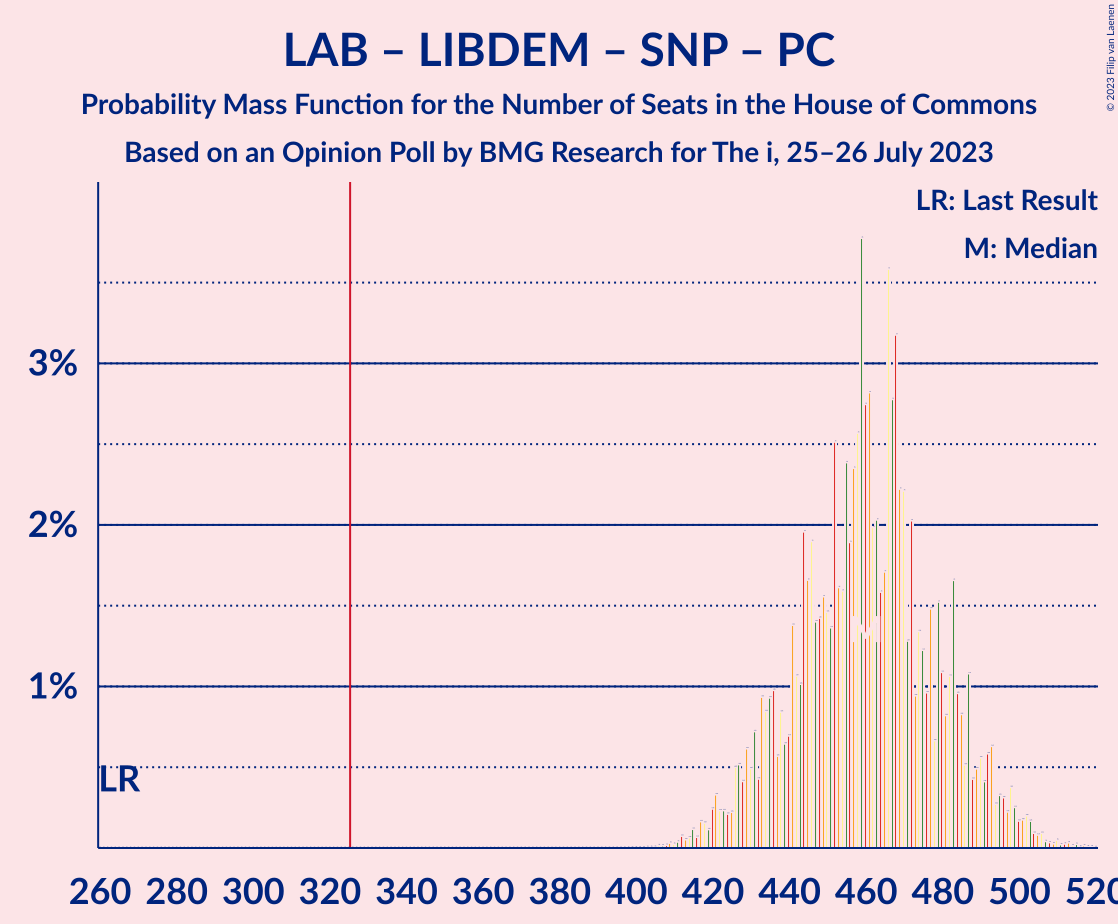 LAB – LIBDEM – SNP – PC
Probability Mass Function for the Number of Seats in the House of Commons
Based on an Opinion Poll by BMG Research for The i, 25–26 July 2023
© 2023 Filip van Laenen
LR: Last Result
M: Median
3%
2%
1%
LR
M
260 280 300 320 340 360 380 400 420 440 460 480 500 520